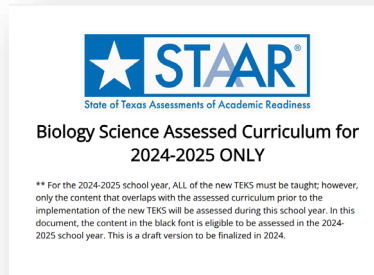 STAAR®
State of Texas Assessments of Academic Readiness
Biology Science Assessed Curriculum for
2024-2025 ONLY
** For the 2024-2025 school year, ALL of the new TEKS must be taught; however,
only the content that overlaps with the assessed curriculum prior to the
implementation of the new TEKS will be assessed during this school year. In this
document, the content in the black font is eligible to be assessed in the 2024-
2025 school year. This is a draft version to be finalized in 2024.